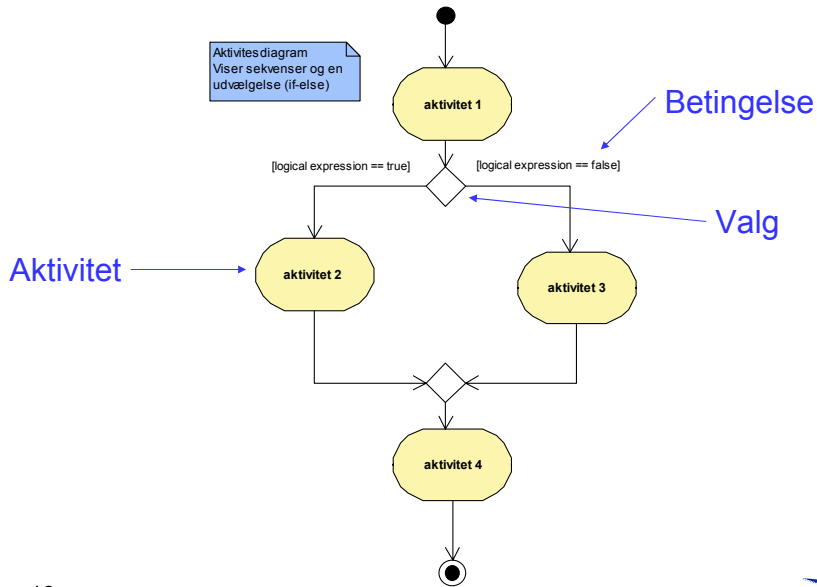 Aktivitesdiagram
Viser sekvenser og en
udvælgelse (if-else)
aktivitet 1
Betingelse
[logical expression == true]
[logical expression == false]
Valg
Aktivitet
aktivitet 2
aktivitet 3
aktivitet 4